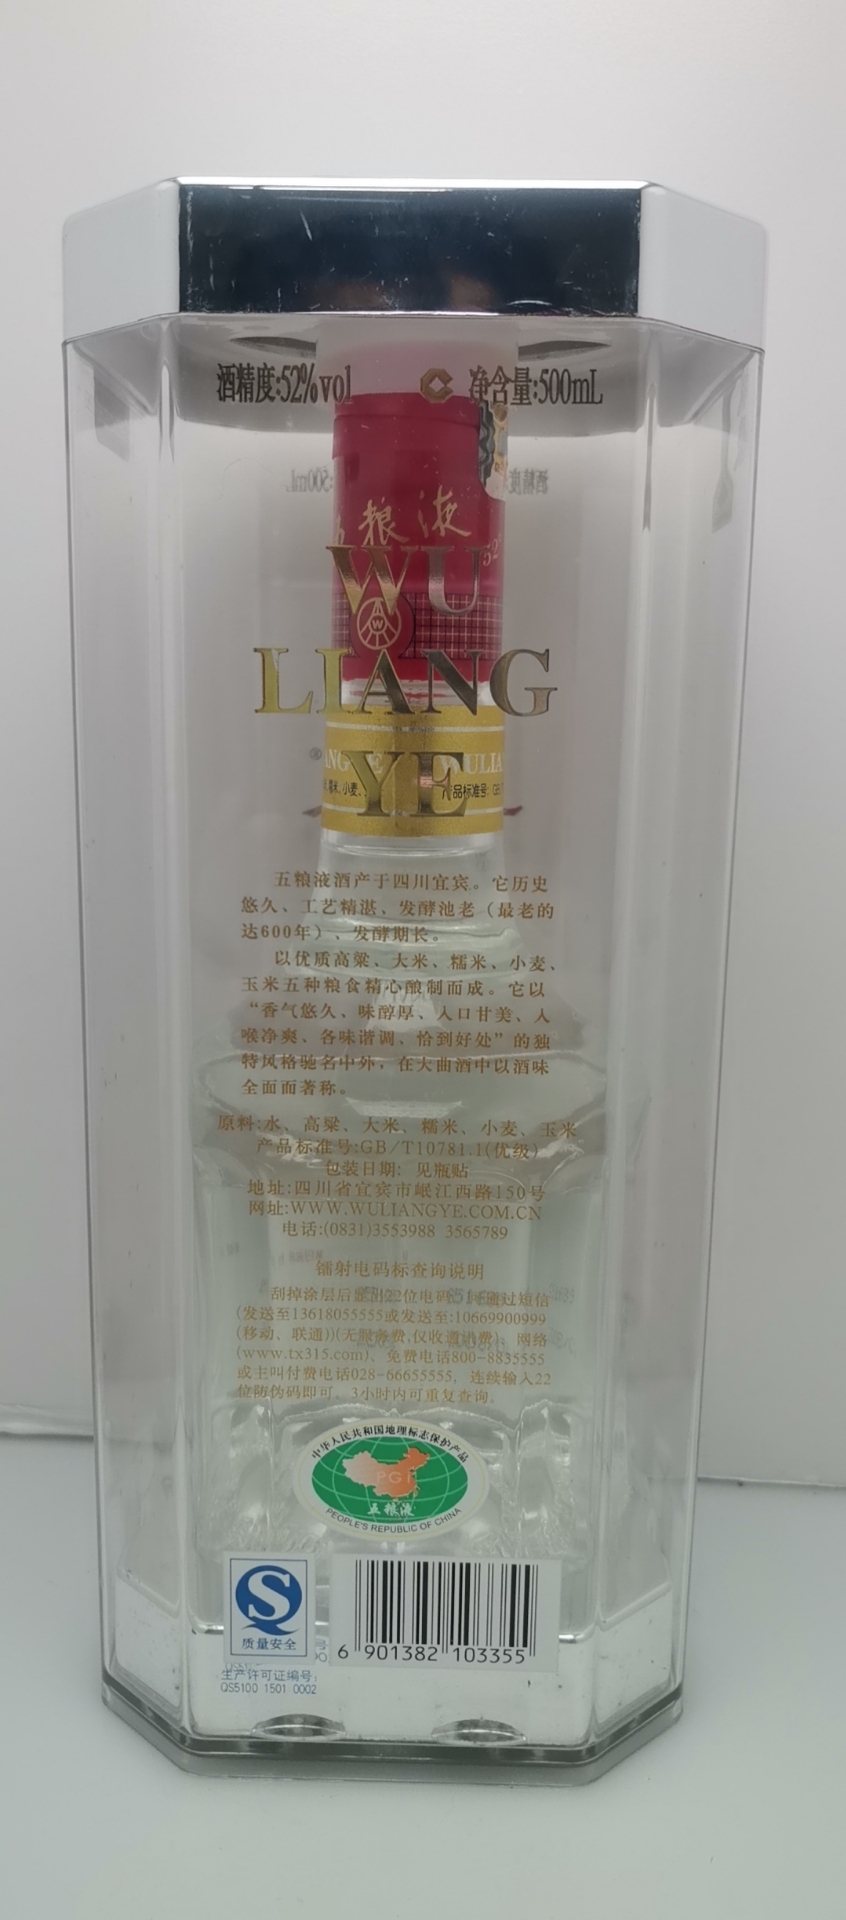 酒精度:52%vol 净含量:500mL
粮液
52°
WU
LIANG
YE
五粮液酒产于四川宜宾。它历史
悠久、工艺精湛、发酵池老（最老的
达600年）、发酵期长。
以优质高粱、大米、糯米、小麦、
玉米五种粮食精心酿制而成。它以
“香气悠久、味醇厚、入口甘美、入
喉净爽、各味谐调、恰到好处”的独
特风格驰名中外，在大曲酒中以酒味
全面而著称。
原料:水、高粱、大米、糯米、小麦、玉米
产品标准号:GB/T10781.1(优级)
包装日期: 见瓶贴
地址:四川省宜宾市岷江西路150号
网址:WWW.WULIANGYE.COM.CN
电话:(0831)3553988 3565789
镭射电码标查询说明
刮掉涂层后 22位电码 通过短信
(发送至13618055555或发送至:10669900999
(移动、联通))(无服务费,仅收通讯费)、网络
(www.tx315.com)、免费电话800-8835555
或主叫付费电话028-66655555, 连续输入22
位防伪码即可。3小时内可重复查询。
中华人民共和国地理标志保护产品
PGI
五粮液
PEOPLE'S REPUBLIC OF CHINA
质量安全
6 901382 103355
生产许可证编号:
QS5100 1501 0002